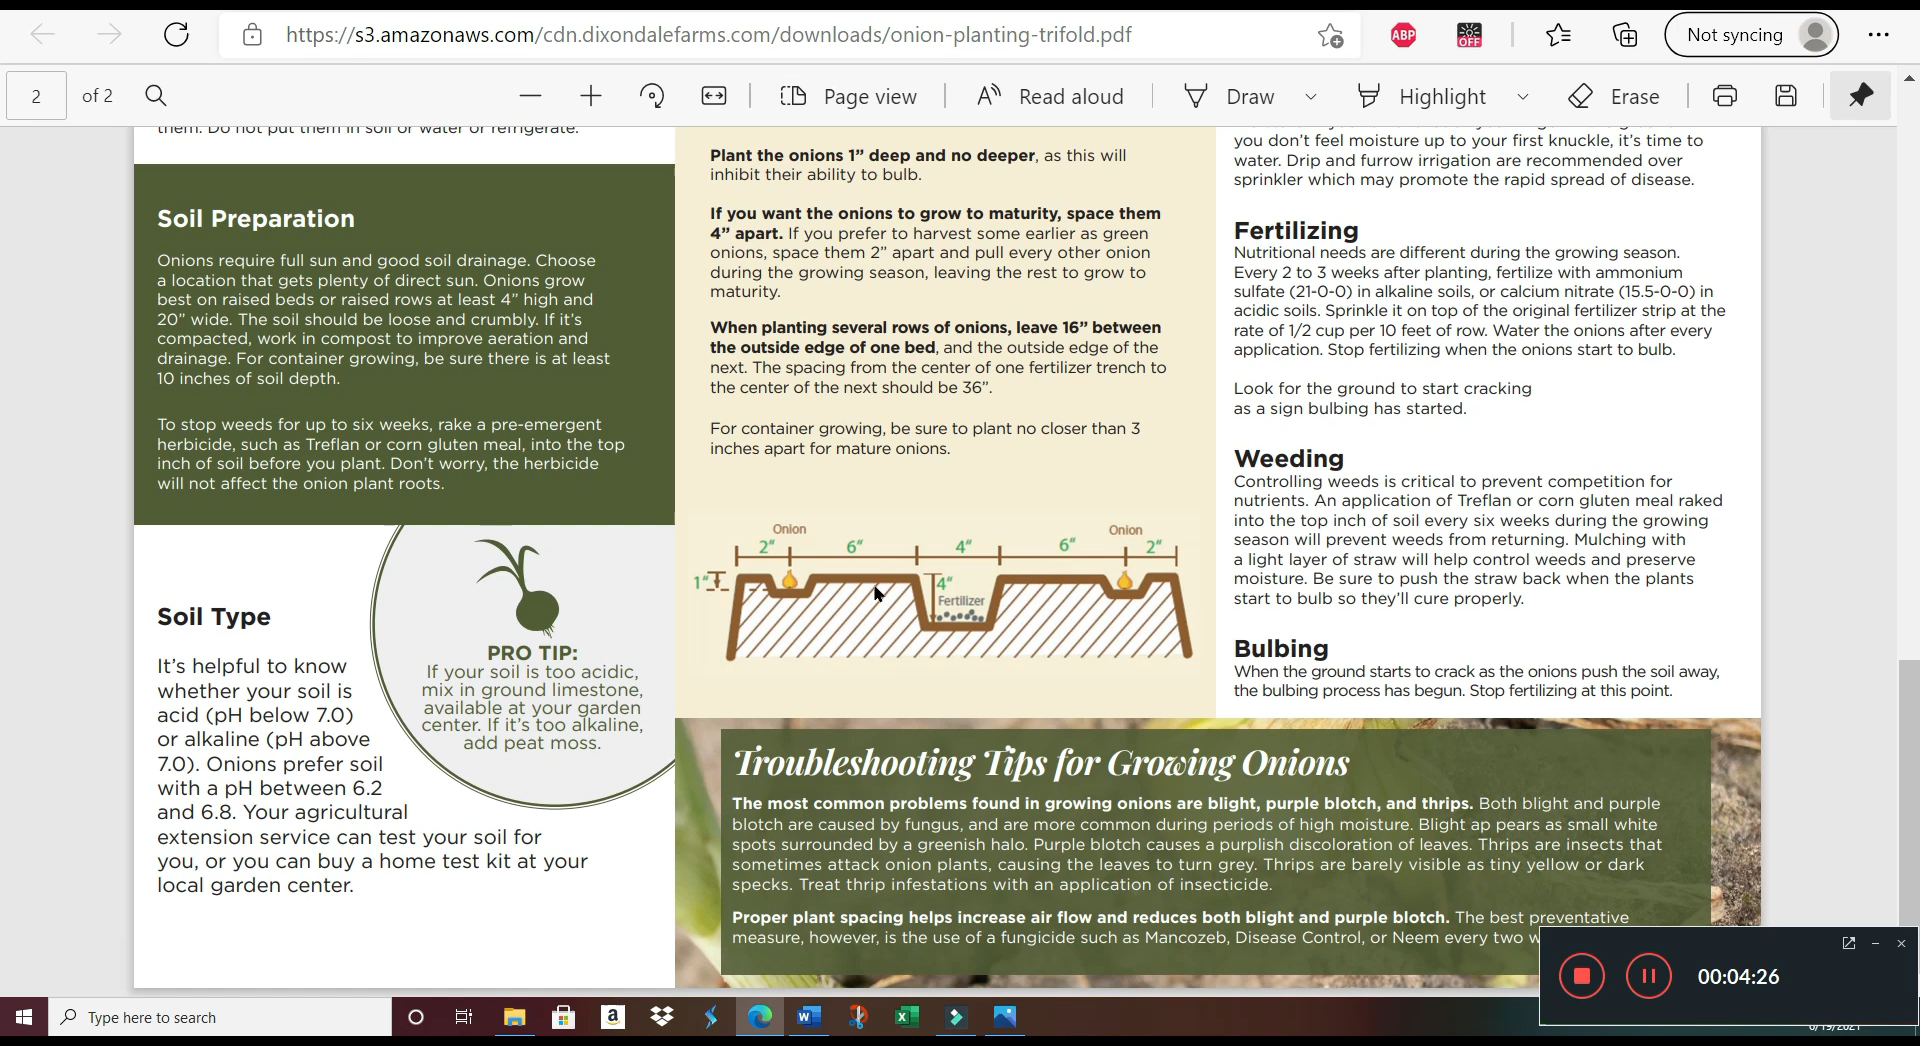 https://s3.amazonaws.com/cdn.dixondalefarms.com/downloads/onion-planting-trifold.pdf
ABP
OFF
Not syncing
2
of 2
Page view
Read aloud
Draw
Highlight
Erase
them. Do not put them in soil or water or refrigerate.
Soil Preparation
Onions require full sun and good soil drainage. Choose
a location that gets plenty of direct sun. Onions grow
best on raised beds or raised rows at least 4” high and
20” wide. The soil should be loose and crumbly. If it’s
compacted, work in compost to improve aeration and
drainage. For container growing, be sure there is at least
10 inches of soil depth.
To stop weeds for up to six weeks, rake a pre-emergent
herbicide, such as Treflan or corn gluten meal, into the top
inch of soil before you plant. Don’t worry, the herbicide
will not affect the onion plant roots.
Soil Type
It’s helpful to know
whether your soil is
acid (pH below 7.0)
or alkaline (pH above
7.0). Onions prefer soil
with a pH between 6.2
and 6.8. Your agricultural
extension service can test your soil for
you, or you can buy a home test kit at your
local garden center.
PRO TIP:
If your soil is too acidic,
mix in ground limestone,
available at your garden
center. If it’s too alkaline,
add peat moss.
Plant the onions 1” deep and no deeper, as this will
inhibit their ability to bulb.
If you want the onions to grow to maturity, space them
4” apart. If you prefer to harvest some earlier as green
onions, space them 2” apart and pull every other onion
during the growing season, leaving the rest to grow to
maturity.
When planting several rows of onions, leave 16” between
the outside edge of one bed, and the outside edge of the
next. The spacing from the center of one fertilizer trench to
the center of the next should be 36”.
For container growing, be sure to plant no closer than 3
inches apart for mature onions.
Onion
Onion
2"
6"
4"
6"
2"
1"
4"
Fertilizer
you don’t feel moisture up to your first knuckle, it’s time to
water. Drip and furrow irrigation are recommended over
sprinkler which may promote the rapid spread of disease.
Fertilizing
Nutritional needs are different during the growing season.
Every 2 to 3 weeks after planting, fertilize with ammonium
sulfate (21-0-0) in alkaline soils, or calcium nitrate (15.5-0-0) in
acidic soils. Sprinkle it on top of the original fertilizer strip at the
rate of 1/2 cup per 10 feet of row. Water the onions after every
application. Stop fertilizing when the onions start to bulb.
Look for the ground to start cracking
as a sign bulbing has started.
Weeding
Controlling weeds is critical to prevent competition for
nutrients. An application of Treflan or corn gluten meal raked
into the top inch of soil every six weeks during the growing
season will prevent weeds from returning. Mulching with
a light layer of straw will help control weeds and preserve
moisture. Be sure to push the straw back when the plants
start to bulb so they’ll cure properly.
Bulbing
When the ground starts to crack as the onions push the soil away,
the bulbing process has begun. Stop fertilizing at this point.
Troubleshooting Tips for Growing Onions
The most common problems found in growing onions are blight, purple blotch, and thrips. Both blight and purple
blotch are caused by fungus, and are more common during periods of high moisture. Blight ap pears as small white
spots surrounded by a greenish halo. Purple blotch causes a purplish discoloration of leaves. Thrips are insects that
sometimes attack onion plants, causing the leaves to turn grey. Thrips are barely visible as tiny yellow or dark
specks. Treat thrip infestations with an application of insecticide.
Proper plant spacing helps increase air flow and reduces both blight and purple blotch. The best preventative
measure, however, is the use of a fungicide such as Mancozeb, Disease Control, or Neem every two w
00:04:26
Type here to search